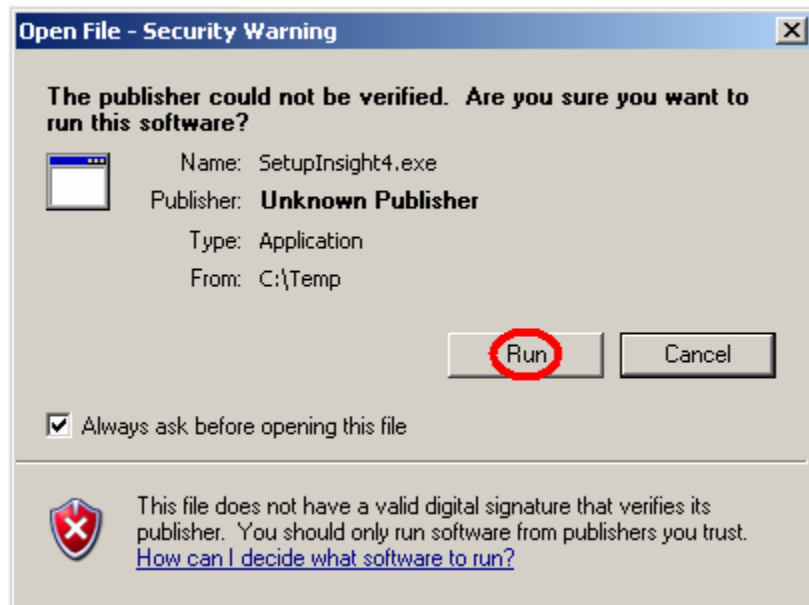 Open File - Security Warning
The publisher could not be verified.  Are you sure you want to
run this software?
Name: SetupInsight4.exe
Publisher: Unknown Publisher
Type: Application
From: C:\Temp
Run Cancel
Always ask before opening this file
This file does not have a valid digital signature that verifies its
publisher.  You should only run software from publishers you trust.
How can I decide what software to run?